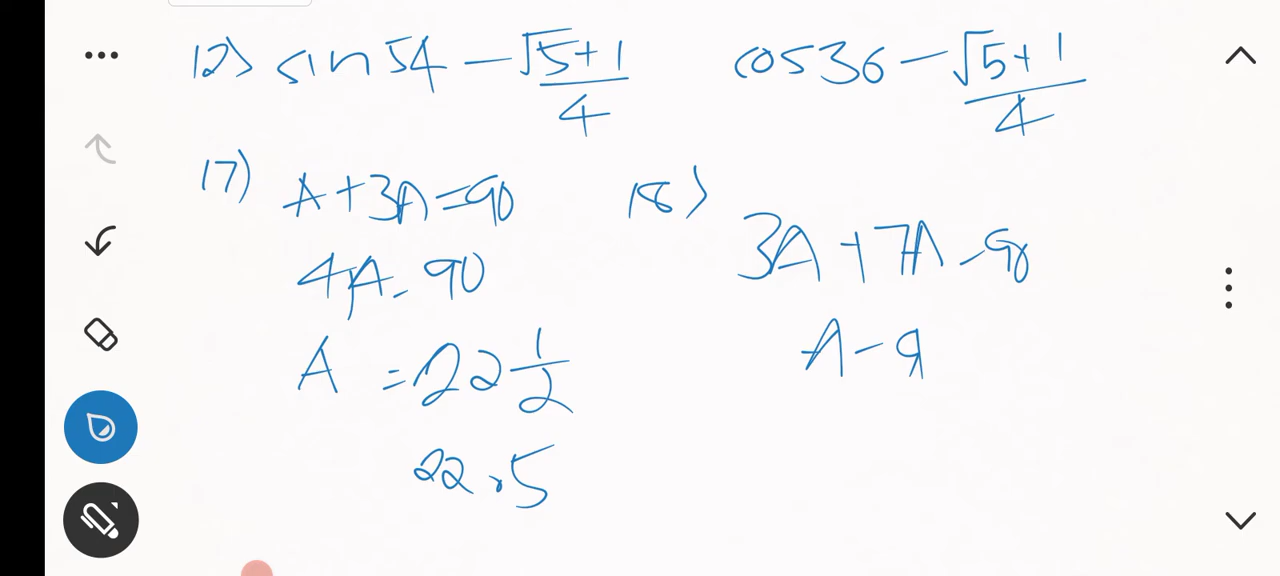 12) sin 54 - √5+1/4 cos 36 - √5+1/4
17) A + 3A = 90
4A - 90
A = 22 1/2
22.5
18) 3A + 7A - 90
A - 9